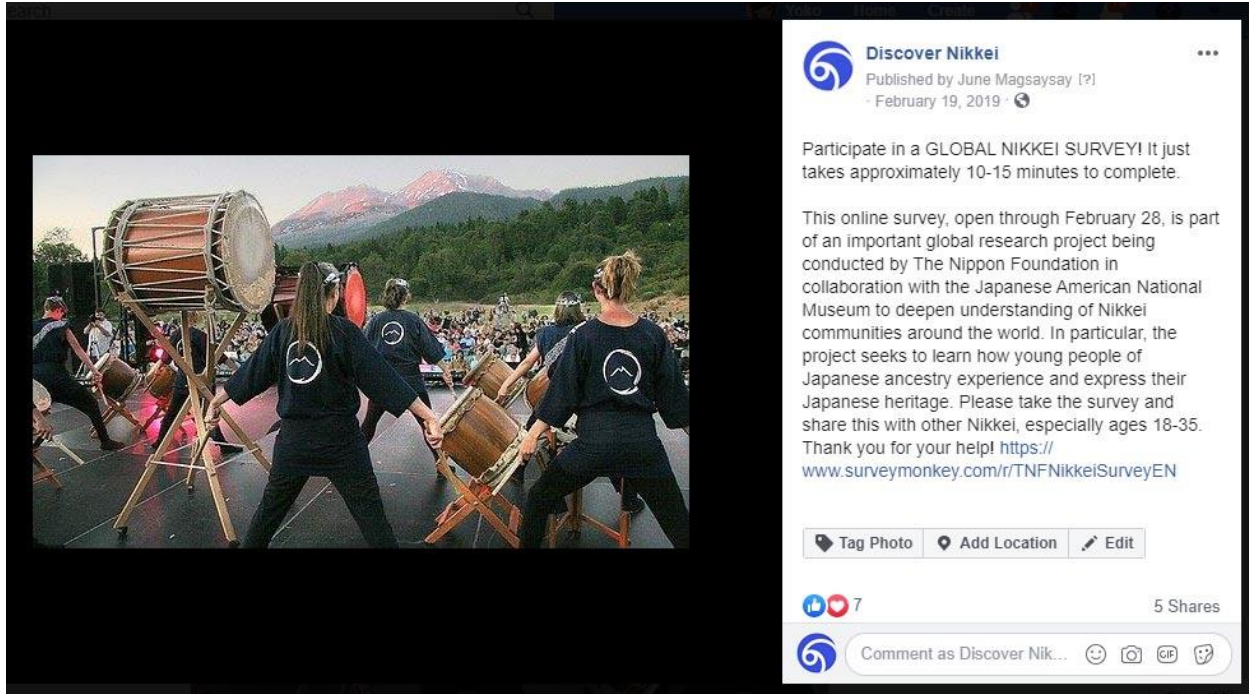 earch
Yoko Home Create
Discover Nikkei
Published by June Magsaysay [?]
· February 19, 2019 ·
Participate in a GLOBAL NIKKEI SURVEY! It just
takes approximately 10-15 minutes to complete.
This online survey, open through February 28, is part
of an important global research project being
conducted by The Nippon Foundation in
collaboration with the Japanese American National
Museum to deepen understanding of Nikkei
communities around the world. In particular, the
project seeks to learn how young people of
Japanese ancestry experience and express their
Japanese heritage. Please take the survey and
share this with other Nikkei, especially ages 18-35.
Thank you for your help! https://
www.surveymonkey.com/r/TNFNikkeiSurveyEN
Tag Photo Add Location Edit
7 5 Shares
Comment as Discover Nik... GIF